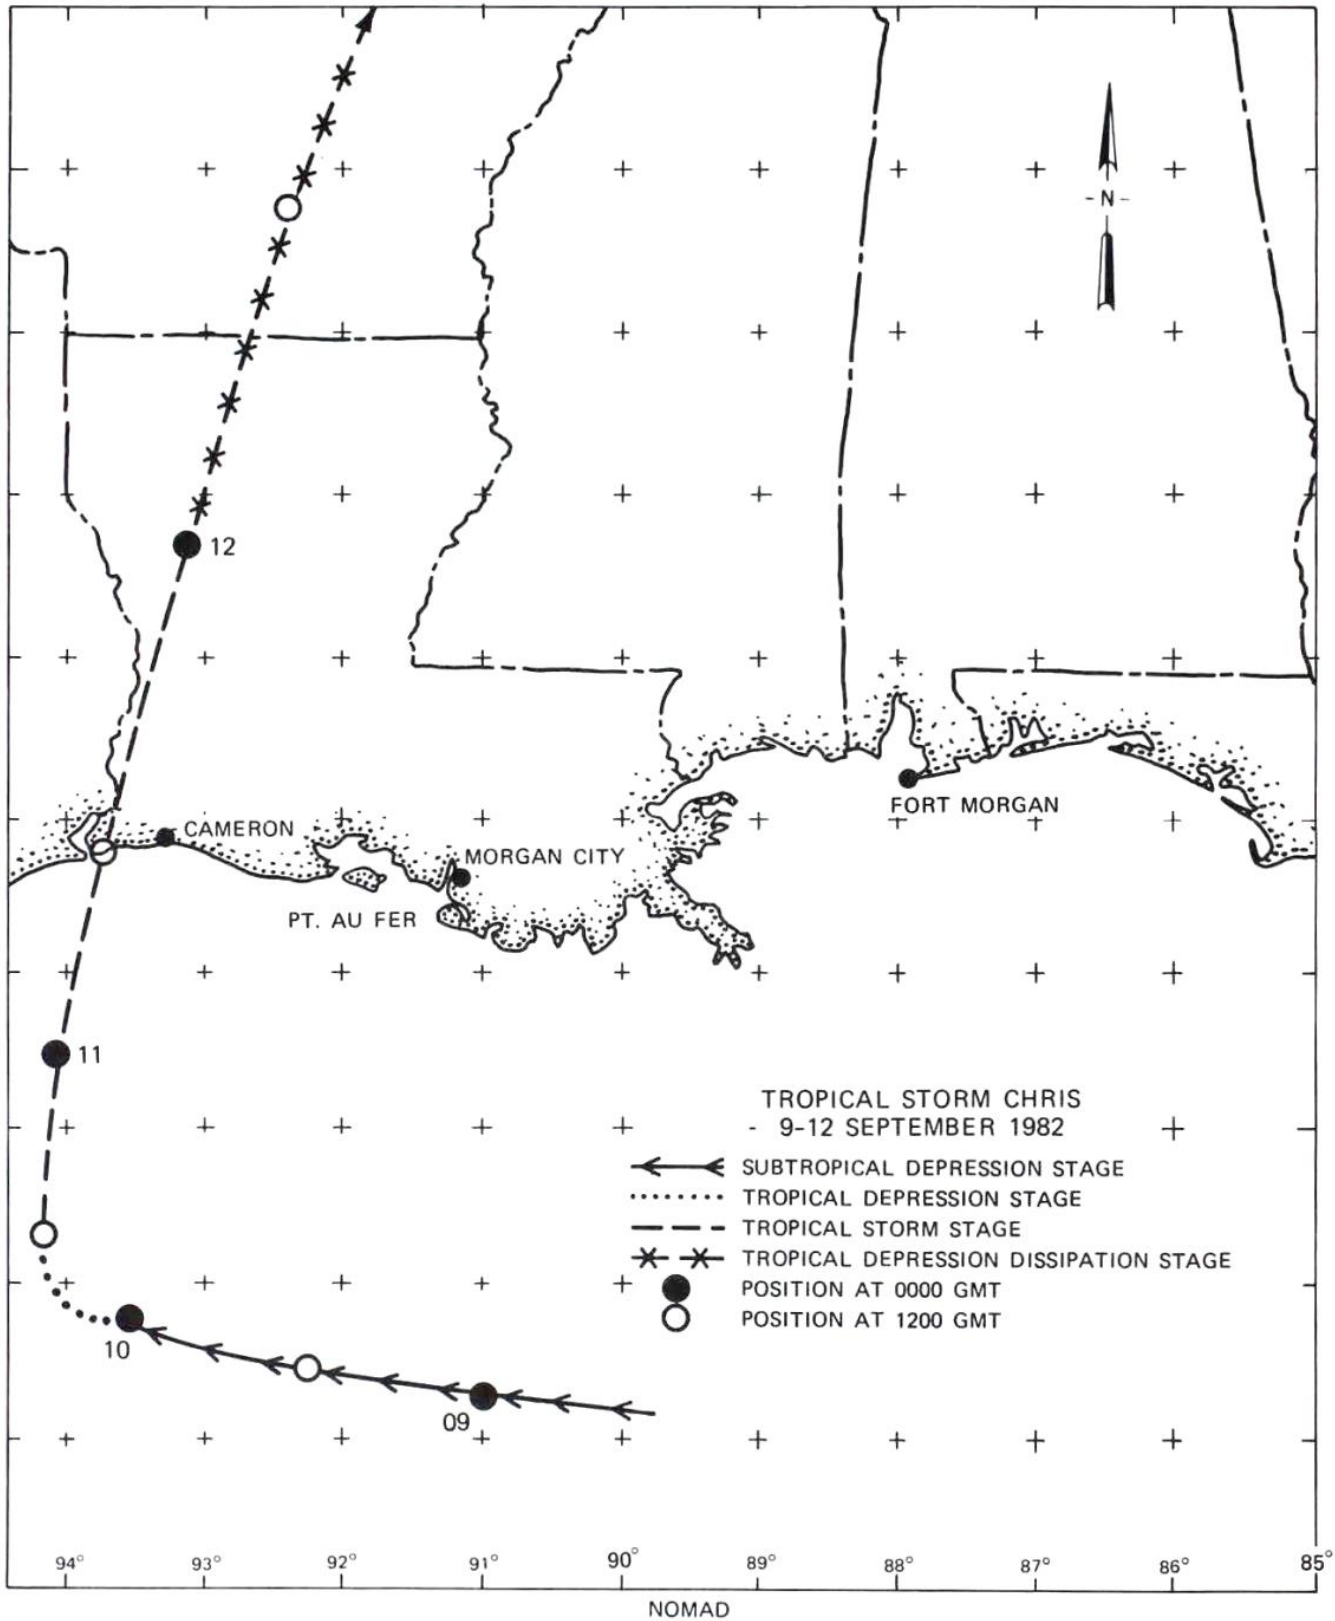 - N -
12
CAMERON
FORT MORGAN
MORGAN CITY
PT. AU FER
11
TROPICAL STORM CHRIS
- 9-12 SEPTEMBER 1982
SUBTROPICAL DEPRESSION STAGE
TROPICAL DEPRESSION STAGE
TROPICAL STORM STAGE
TROPICAL DEPRESSION DISSIPATION STAGE
POSITION AT 0000 GMT
POSITION AT 1200 GMT
10
09
94° 93° 92° 91° 90° 89° 88° 87° 86° 85°
NOMAD